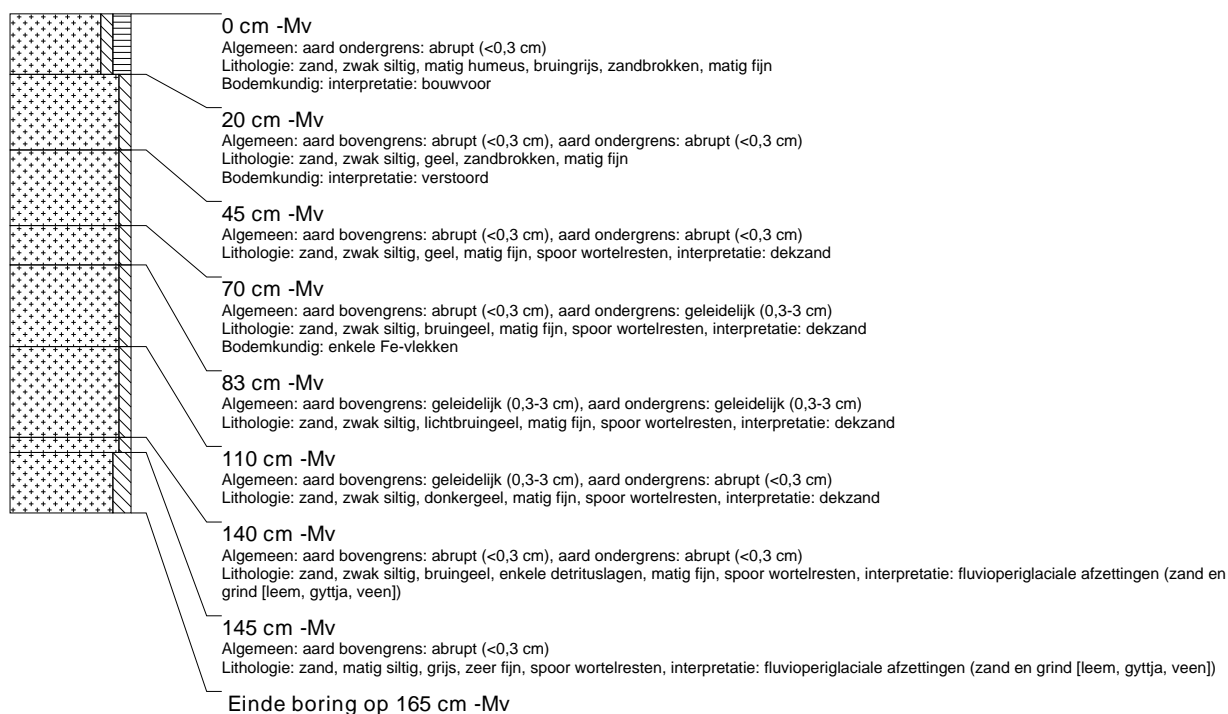 0 cm -Mv
Algemeen: aard ondergrens: abrupt (<0,3 cm)
Lithologie: zand, zwak siltig, matig humeus, bruingrijs, zandbrokken, matig fijn
Bodemkundig: interpretatie: bouwvoor
20 cm -Mv
Algemeen: aard bovengrens: abrupt (<0,3 cm), aard ondergrens: abrupt (<0,3 cm)
Lithologie: zand, zwak siltig, geel, zandbrokken, matig fijn
Bodemkundig: interpretatie: verstoord
45 cm -Mv
Algemeen: aard bovengrens: abrupt (<0,3 cm), aard ondergrens: abrupt (<0,3 cm)
Lithologie: zand, zwak siltig, geel, matig fijn, spoor wortelresten, interpretatie: dekzand
70 cm -Mv
Algemeen: aard bovengrens: abrupt (<0,3 cm), aard ondergrens: geleidelijk (0,3-3 cm)
Lithologie: zand, zwak siltig, bruingeel, matig fijn, spoor wortelresten, interpretatie: dekzand
Bodemkundig: enkele Fe-vlekken
83 cm -Mv
Algemeen: aard bovengrens: geleidelijk (0,3-3 cm), aard ondergrens: geleidelijk (0,3-3 cm)
Lithologie: zand, zwak siltig, lichtbruingeel, matig fijn, spoor wortelresten, interpretatie: dekzand
110 cm -Mv
Algemeen: aard bovengrens: geleidelijk (0,3-3 cm), aard ondergrens: abrupt (<0,3 cm)
Lithologie: zand, zwak siltig, donkergeel, matig fijn, spoor wortelresten, interpretatie: dekzand
140 cm -Mv
Algemeen: aard bovengrens: abrupt (<0,3 cm), aard ondergrens: abrupt (<0,3 cm)
Lithologie: zand, zwak siltig, bruingeel, enkele detrituslagen, matig fijn, spoor wortelresten, interpretatie: fluvioperiglaciale afzettingen (zand en
grind [leem, gyttja, veen])
145 cm -Mv
Algemeen: aard bovengrens: abrupt (<0,3 cm)
Lithologie: zand, matig siltig, grijs, zeer fijn, spoor wortelresten, interpretatie: fluvioperiglaciale afzettingen (zand en grind [leem, gyttja, veen])
Einde boring op 165 cm -Mv